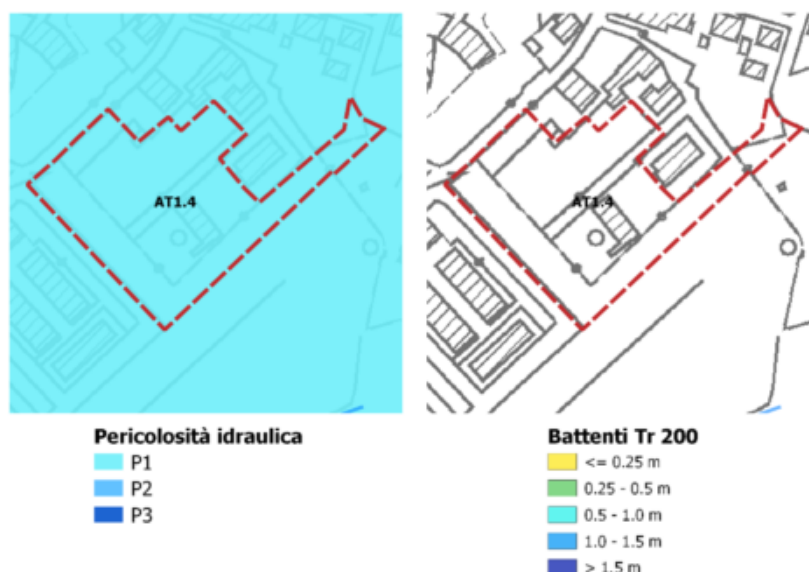 AT1.4
AT1.4
Pericolosità idraulica
P1
P2
P3
Battenti Tr 200
<= 0.25 m
0.25 - 0.5 m
0.5 - 1.0 m
1.0 - 1.5 m
> 1.5 m